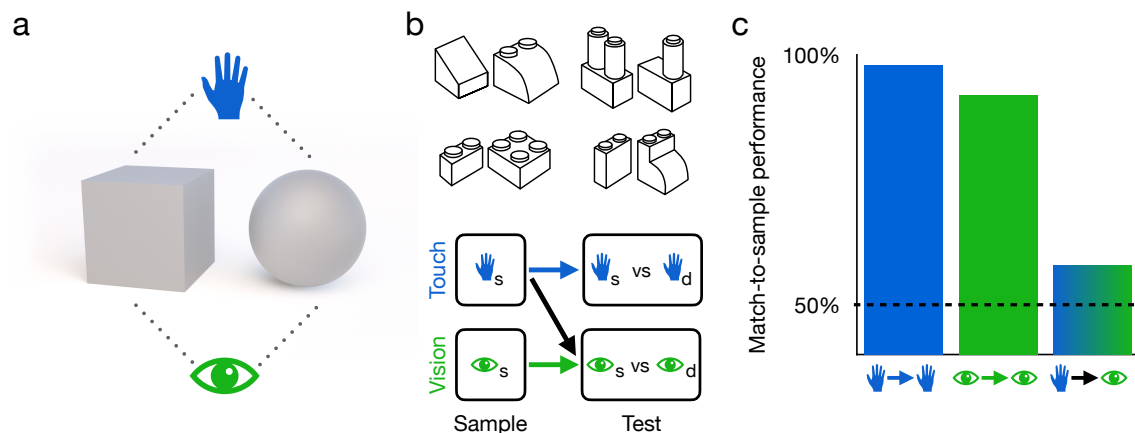 a
b
c
Touch
s
s vs d
Vision
s
s vs d
Sample Test
Match-to-sample performance
100%
50%